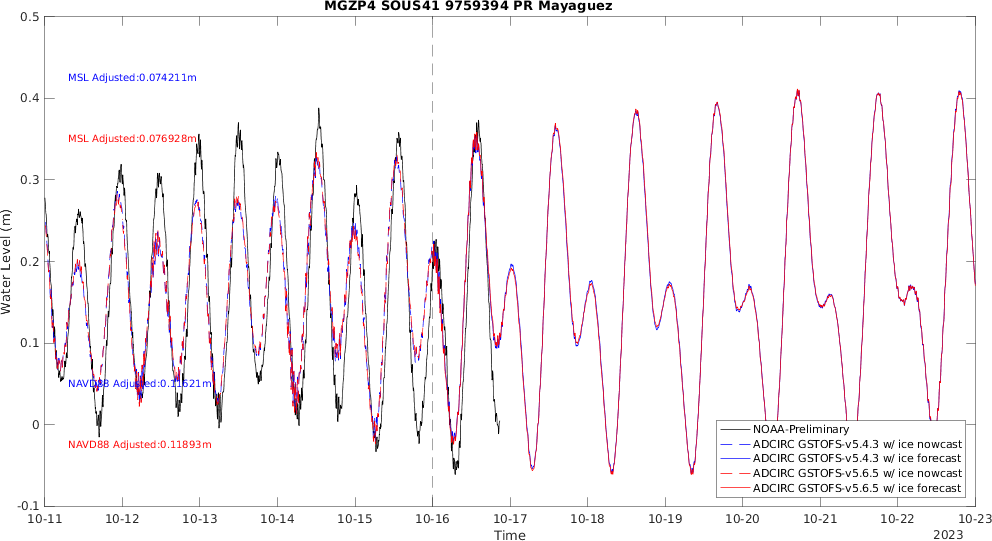 MGZP4 SOUS41 9759394 PR Mayaguez
Water Level (m)
0.5
0.4
0.3
0.2
0.1
0
-0.1
MSL Adjusted:0.074211m
MSL Adjusted:0.076928m
NAVD88 Adjusted:0.11621m
NAVD88 Adjusted:0.11893m
NOAA-Preliminary
ADCIRC GSTOFS-v5.4.3 w/ ice nowcast
ADCIRC GSTOFS-v5.4.3 w/ ice forecast
ADCIRC GSTOFS-v5.6.5 w/ ice nowcast
ADCIRC GSTOFS-v5.6.5 w/ ice forecast
10-11 10-12 10-13 10-14 10-15 10-16 10-17 10-18 10-19 10-20 10-21 10-22 10-23
Time
2023